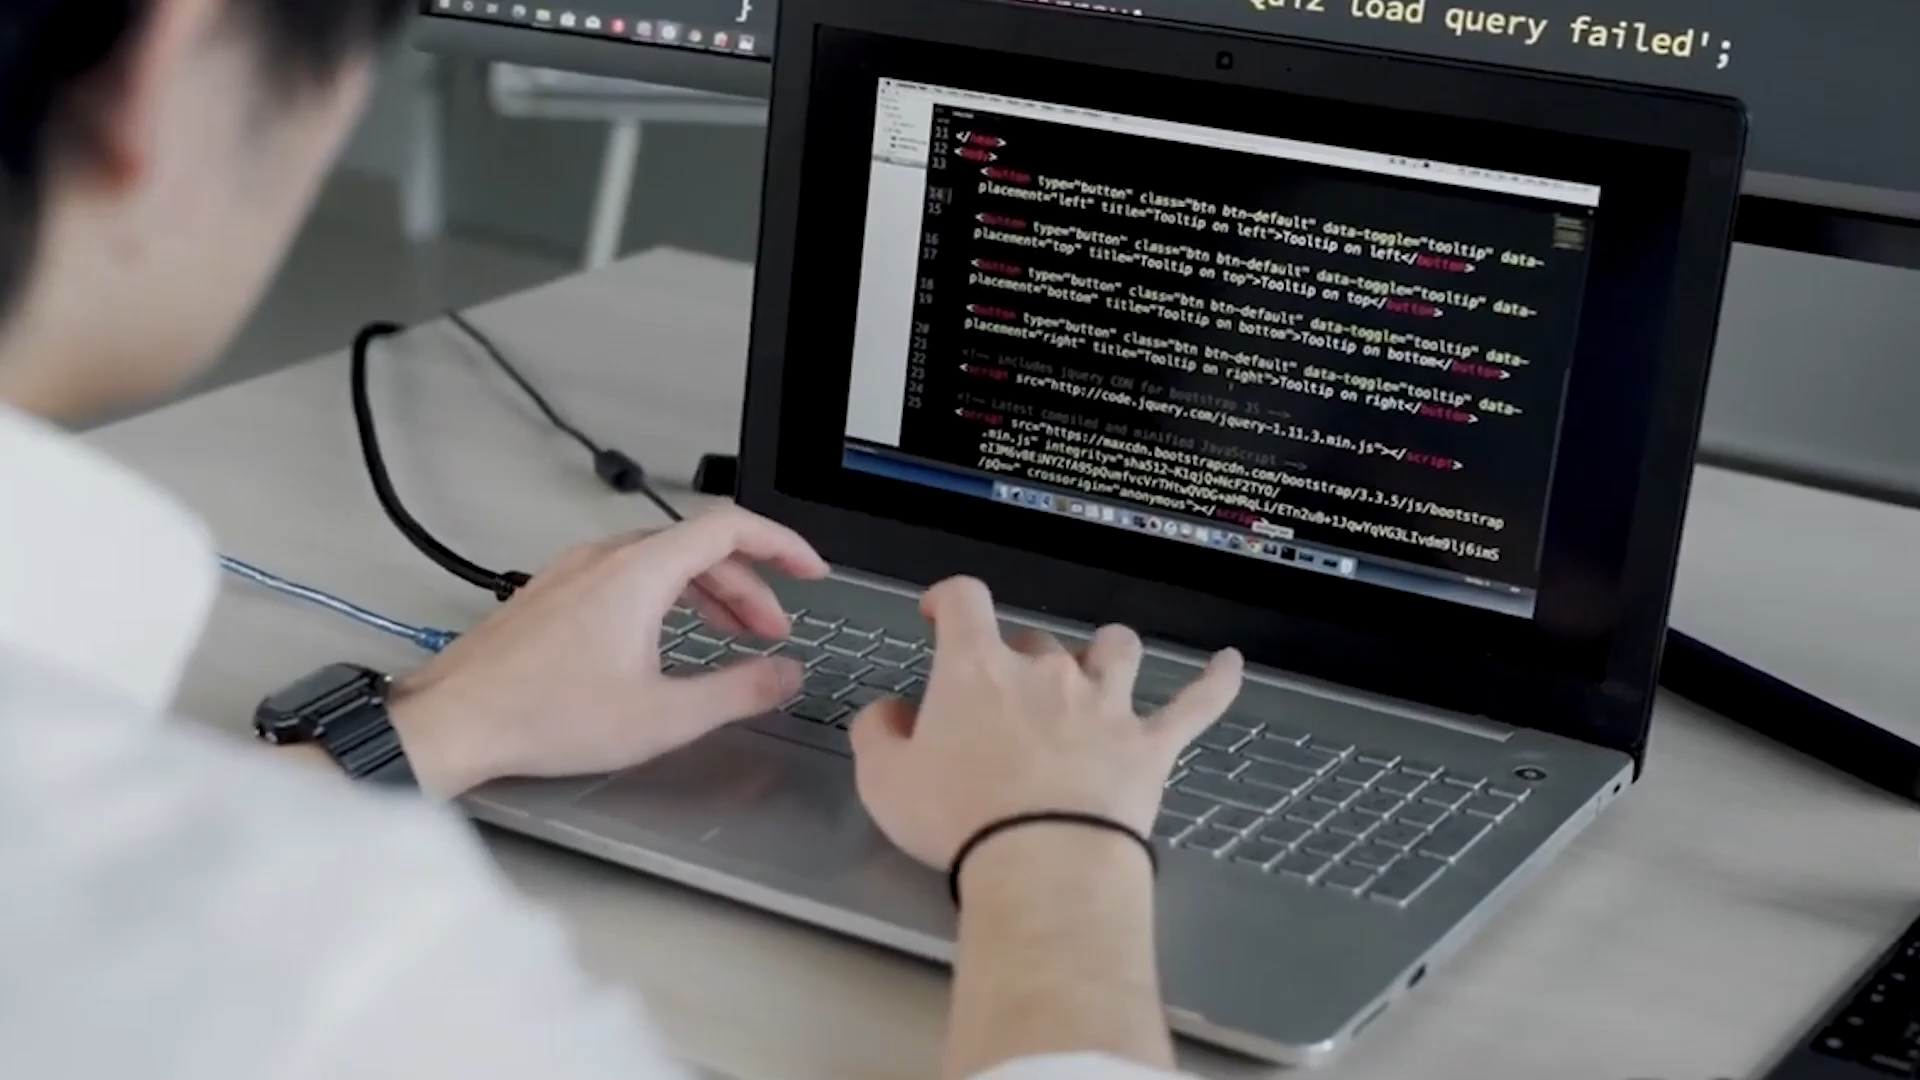 load query failed';
}
11 </head>
12 <body>
13
<button type="button" class="btn btn-default" data-toggle="tooltip" data-
14 placement="left" title="Tooltip on left">Tooltip on left</button>
15
<button type="button" class="btn btn-default" data-toggle="tooltip" data-
16 placement="top" title="Tooltip on top">Tooltip on top</button>
17
<button type="button" class="btn btn-default" data-toggle="tooltip" data-
18 placement="bottom" title="Tooltip on bottom">Tooltip on bottom</button>
19
<button type="button" class="btn btn-default" data-toggle="tooltip" data-
20 placement="right" title="Tooltip on right">Tooltip on right</button>
21
22 <!-- includes jquery CDN for bootstrap JS -->
23 <script src="http://code.jquery.com/jquery-1.11.3.min.js"></script>
24 <!-- Latest compiled and minified JavaScript -->
25 <script src="https://maxcdn.bootstrapcdn.com/bootstrap/3.3.5/js/bootstrap
.min.js" integrity="sha512-K1qjQ+NcF2TYO/
eI3M6v8EiNYZfA95pQumfvcVrTHtwQVDG+aHRqLi/ETn2uB+1JqwYqVG3LIvdm9lj6imS
/pQ==" crossorigin="anonymous"></script>